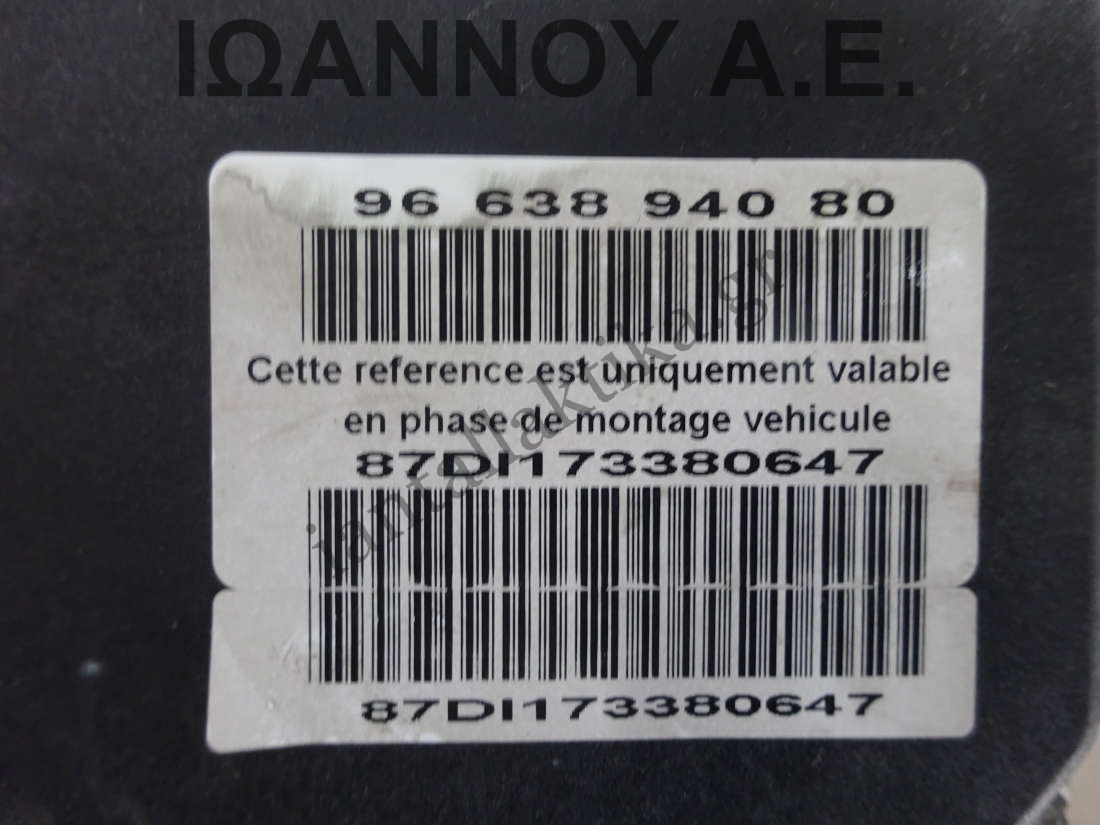 ΙΩΑΝΝΟΥ Α.Ε.
96 638 940 80
Cette reference est uniquement valable
en phase de montage vehicule
87DI173380647
iantallaktika.gr
87DI173380647